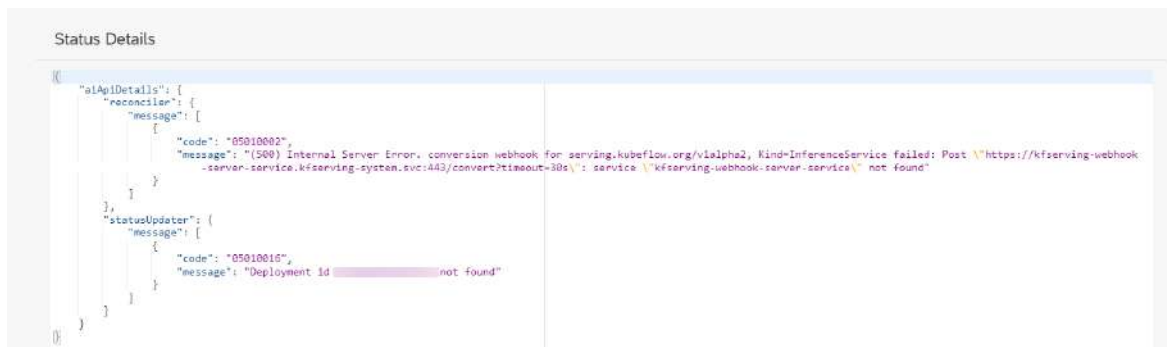 Status Details
{
"aiApiDetails": {
"reconciler": {
"message": [
{
"code": "05010002",
"message": "(500) Internal Server Error. conversion webhook for serving.kubeflow.org/v1alpha2, Kind=InferenceService failed: Post \"https://kfserving-webhook
-server-service.kfserving-system.svc:443/convert?timeout=30s\": service \"kfserving-webhook-server-service\" not found"
}
]
},
"statusUpdater": {
"message": [
{
"code": "05010016",
"message": "Deployment id not found"
}
]
}
}
}